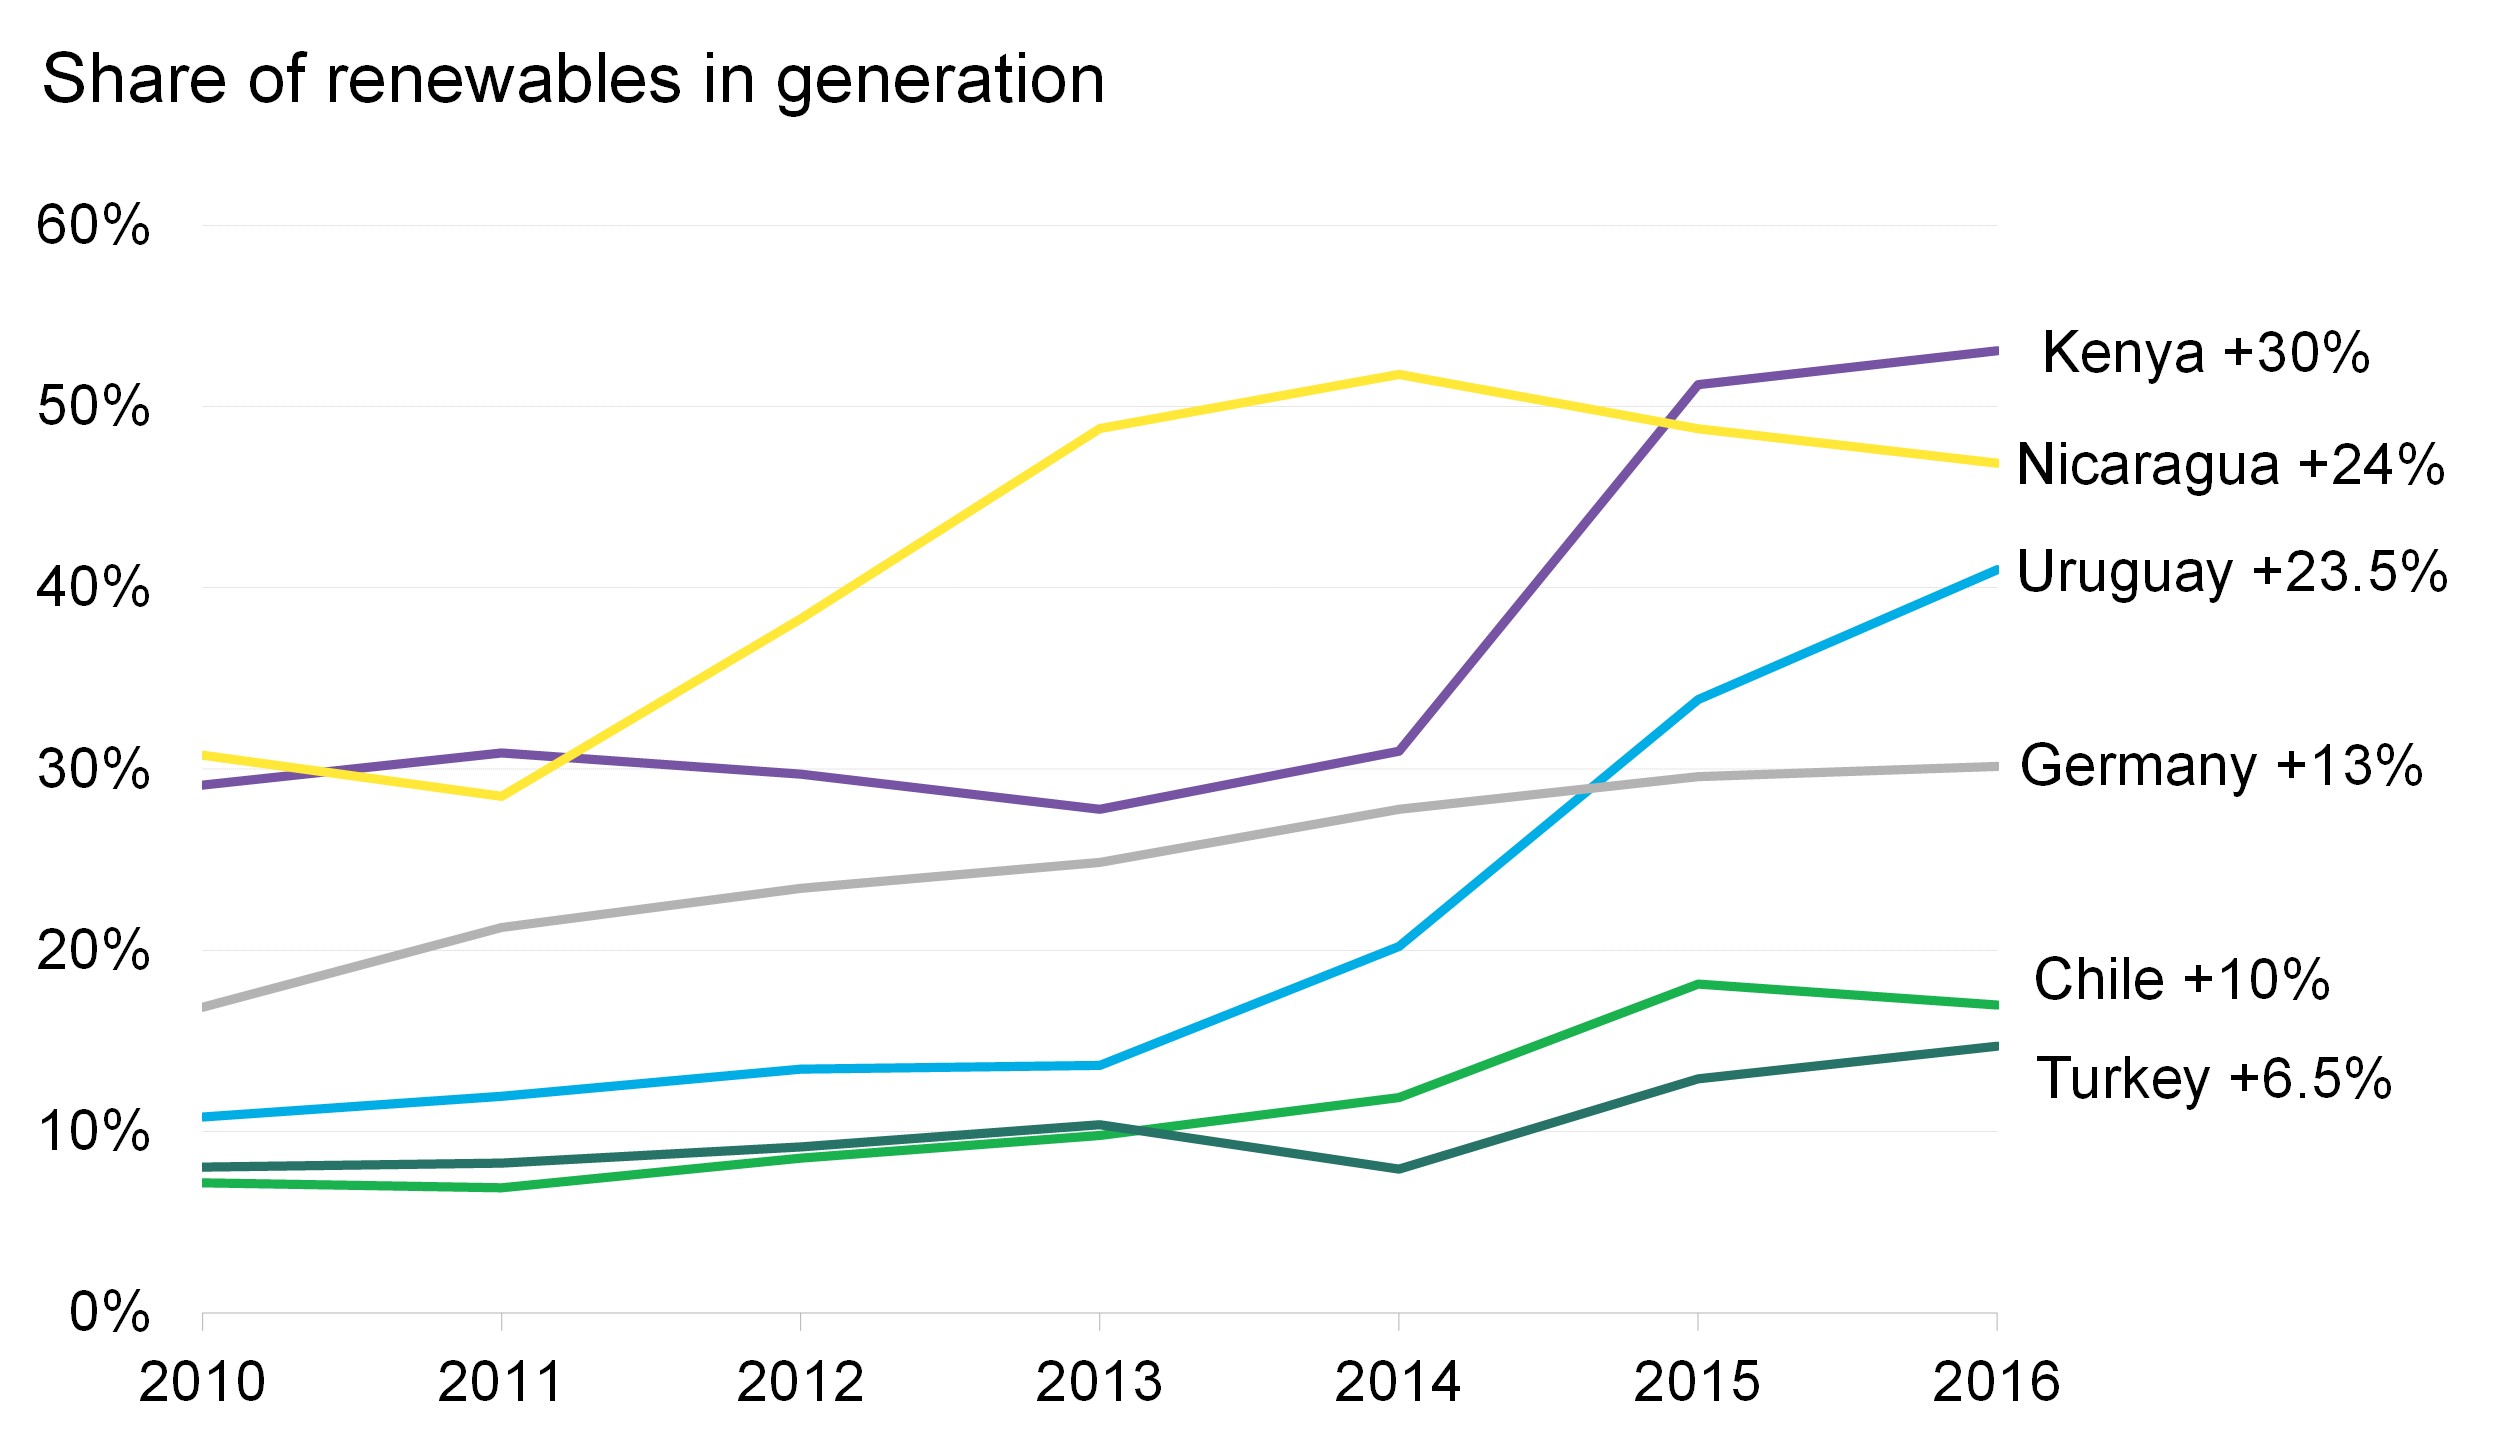 Share of renewables in generation
60%
50%
40%
30%
20%
10%
0%
Kenya +30%
Nicaragua +24%
Uruguay +23.5%
Germany +13%
Chile +10%
Turkey +6.5%
2010 2011 2012 2013 2014 2015 2016